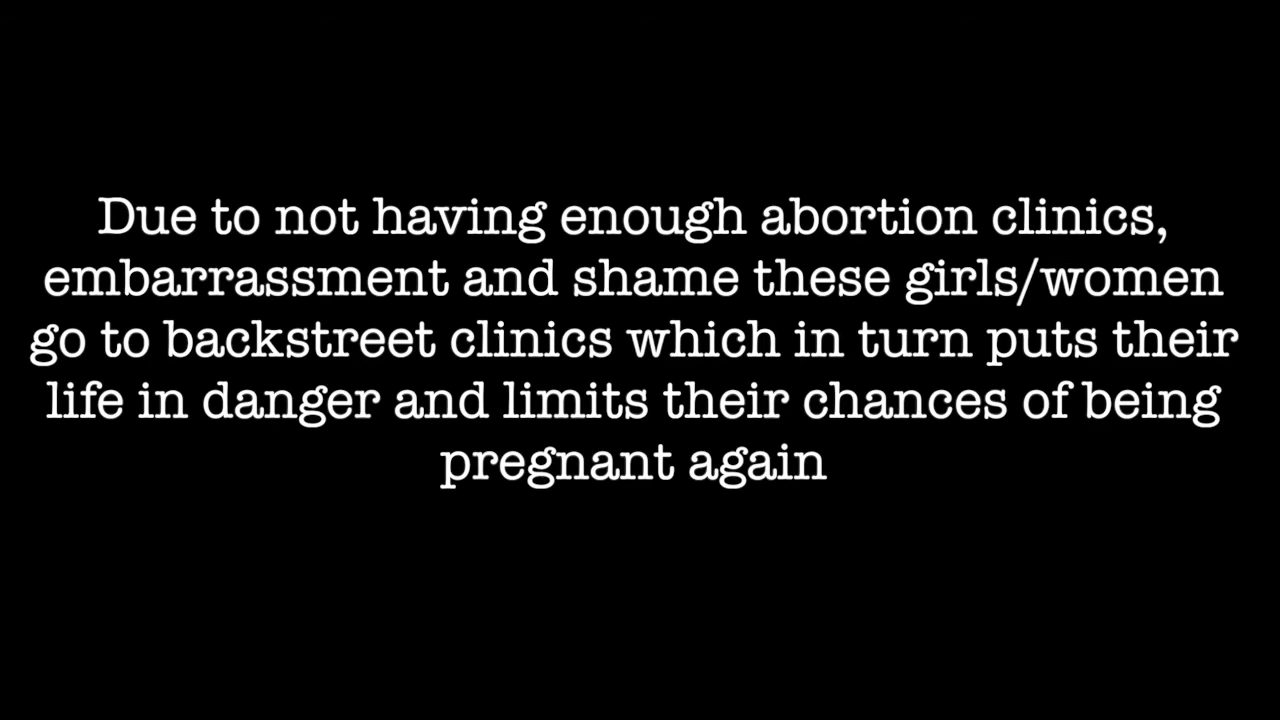 Due to not having enough abortion clinics,
embarrassment and shame these girls/women
go to backstreet clinics which in turn puts their
life in danger and limits their chances of being
pregnant again